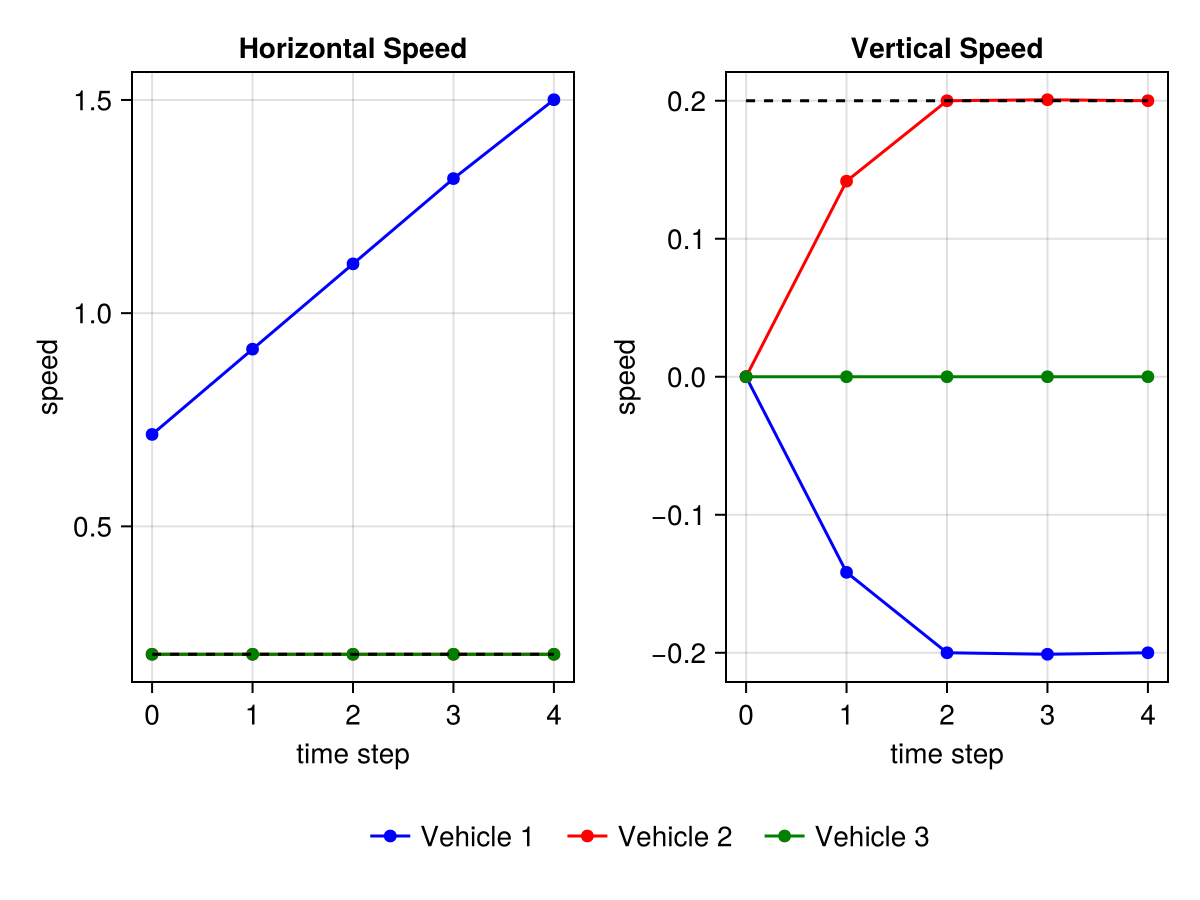 Horizontal Speed
1.5
1.0
0.5
speed
0 1 2 3 4
time step
Vertical Speed
0.2
0.1
0.0
−0.1
−0.2
speed
0 1 2 3 4
time step
Vehicle 1 Vehicle 2 Vehicle 3